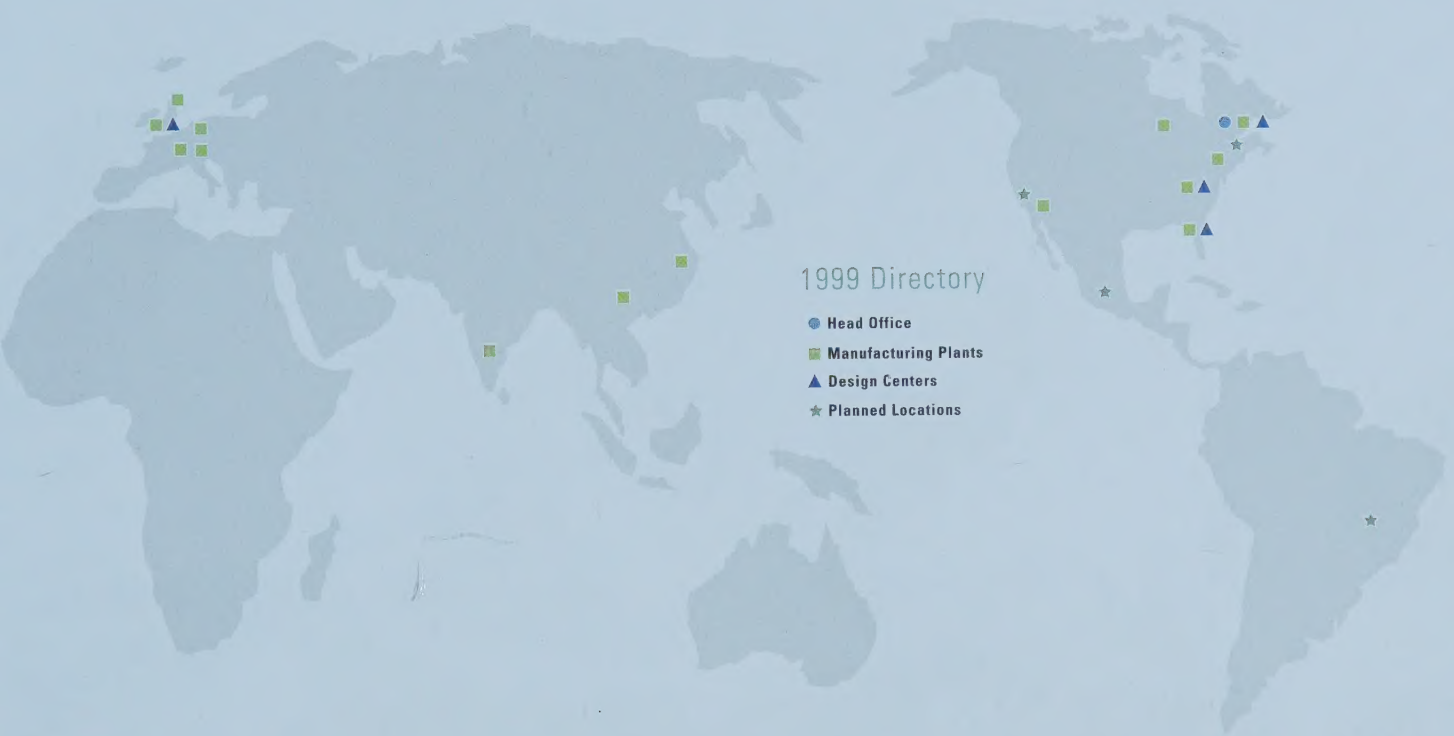 1999 Directory
Head Office
Manufacturing Plants
Design Centers
Planned Locations